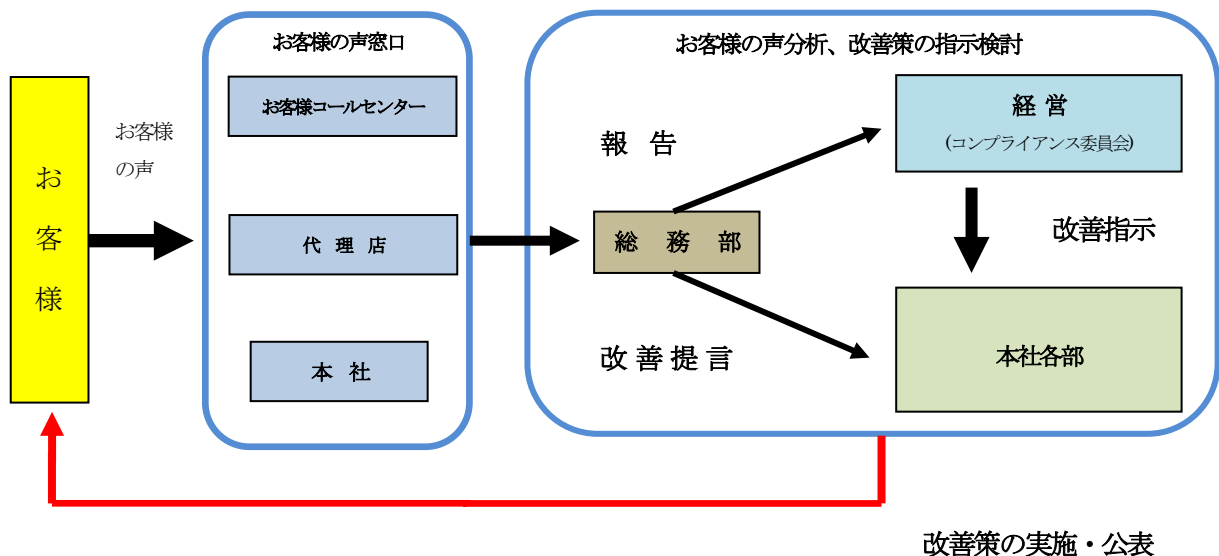 お客様の声窓口
お客様の声分析、改善策の指示検討
お客様
お客様
の声
お客様コールセンター
代理店
本社
報告
総務部
改善提言
経営
(コンプライアンス委員会)
改善指示
本社各部
改善策の実施・公表